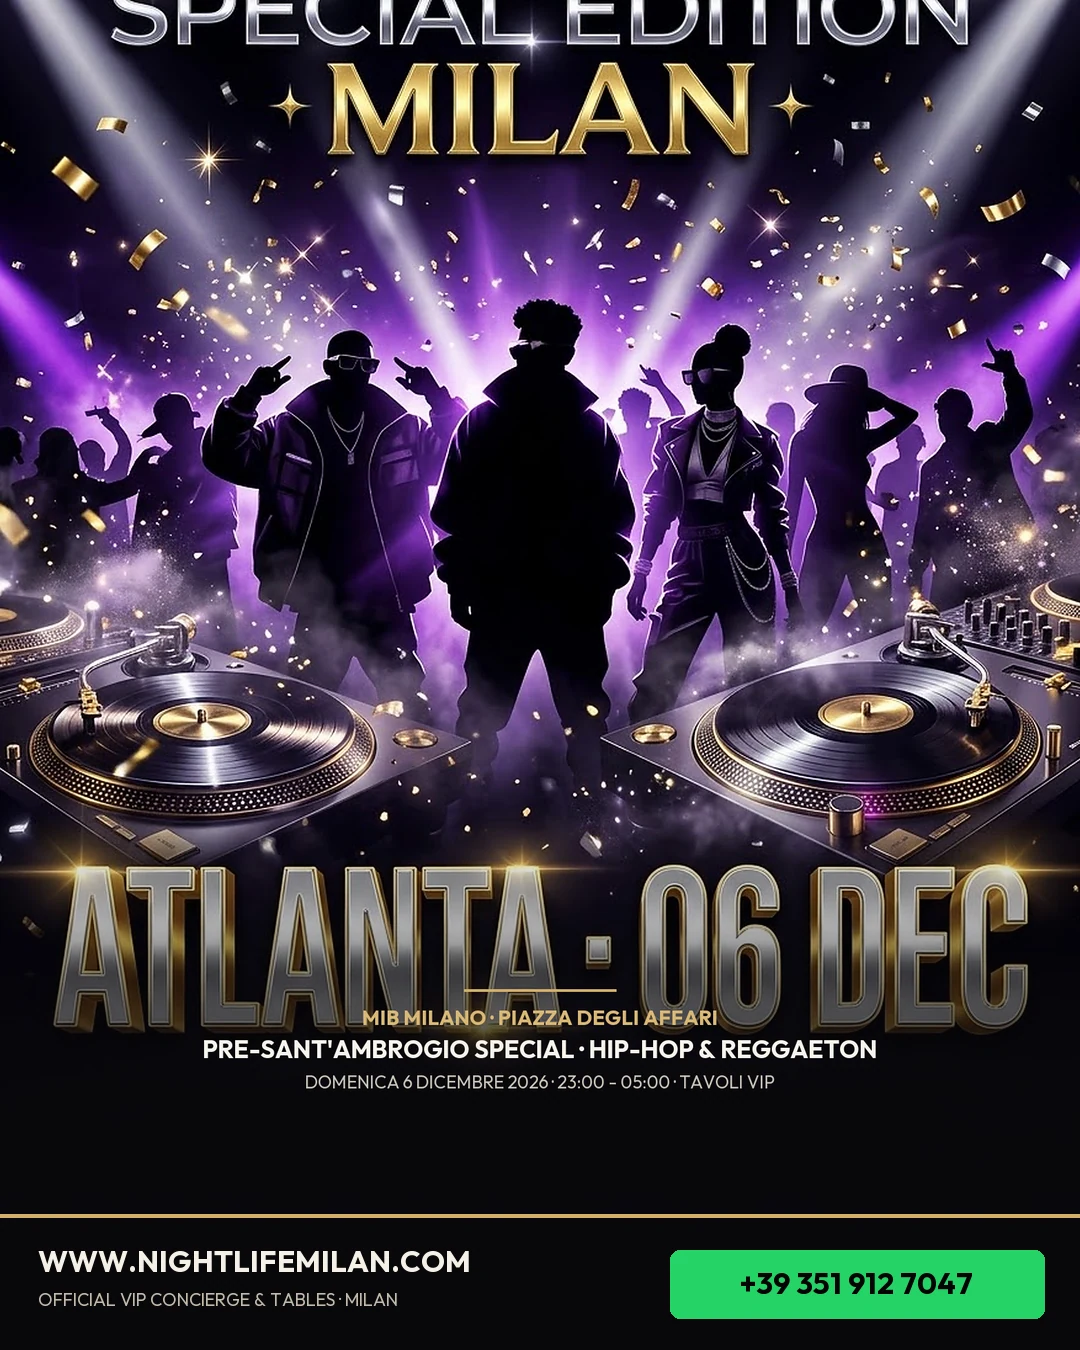 SPECIAL EDITION
MILAN
ATLANTA · 06 DEC
MIB MILANO · PIAZZA DEGLI AFFARI
PRE-SANT'AMBROGIO SPECIAL · HIP-HOP & REGGAETON
DOMENICA 6 DICEMBRE 2026 · 23:00 - 05:00 · TAVOLI VIP
WWW.NIGHTLIFEMILAN.COM
OFFICIAL VIP CONCIERGE & TABLES · MILAN
+39 351 912 7047